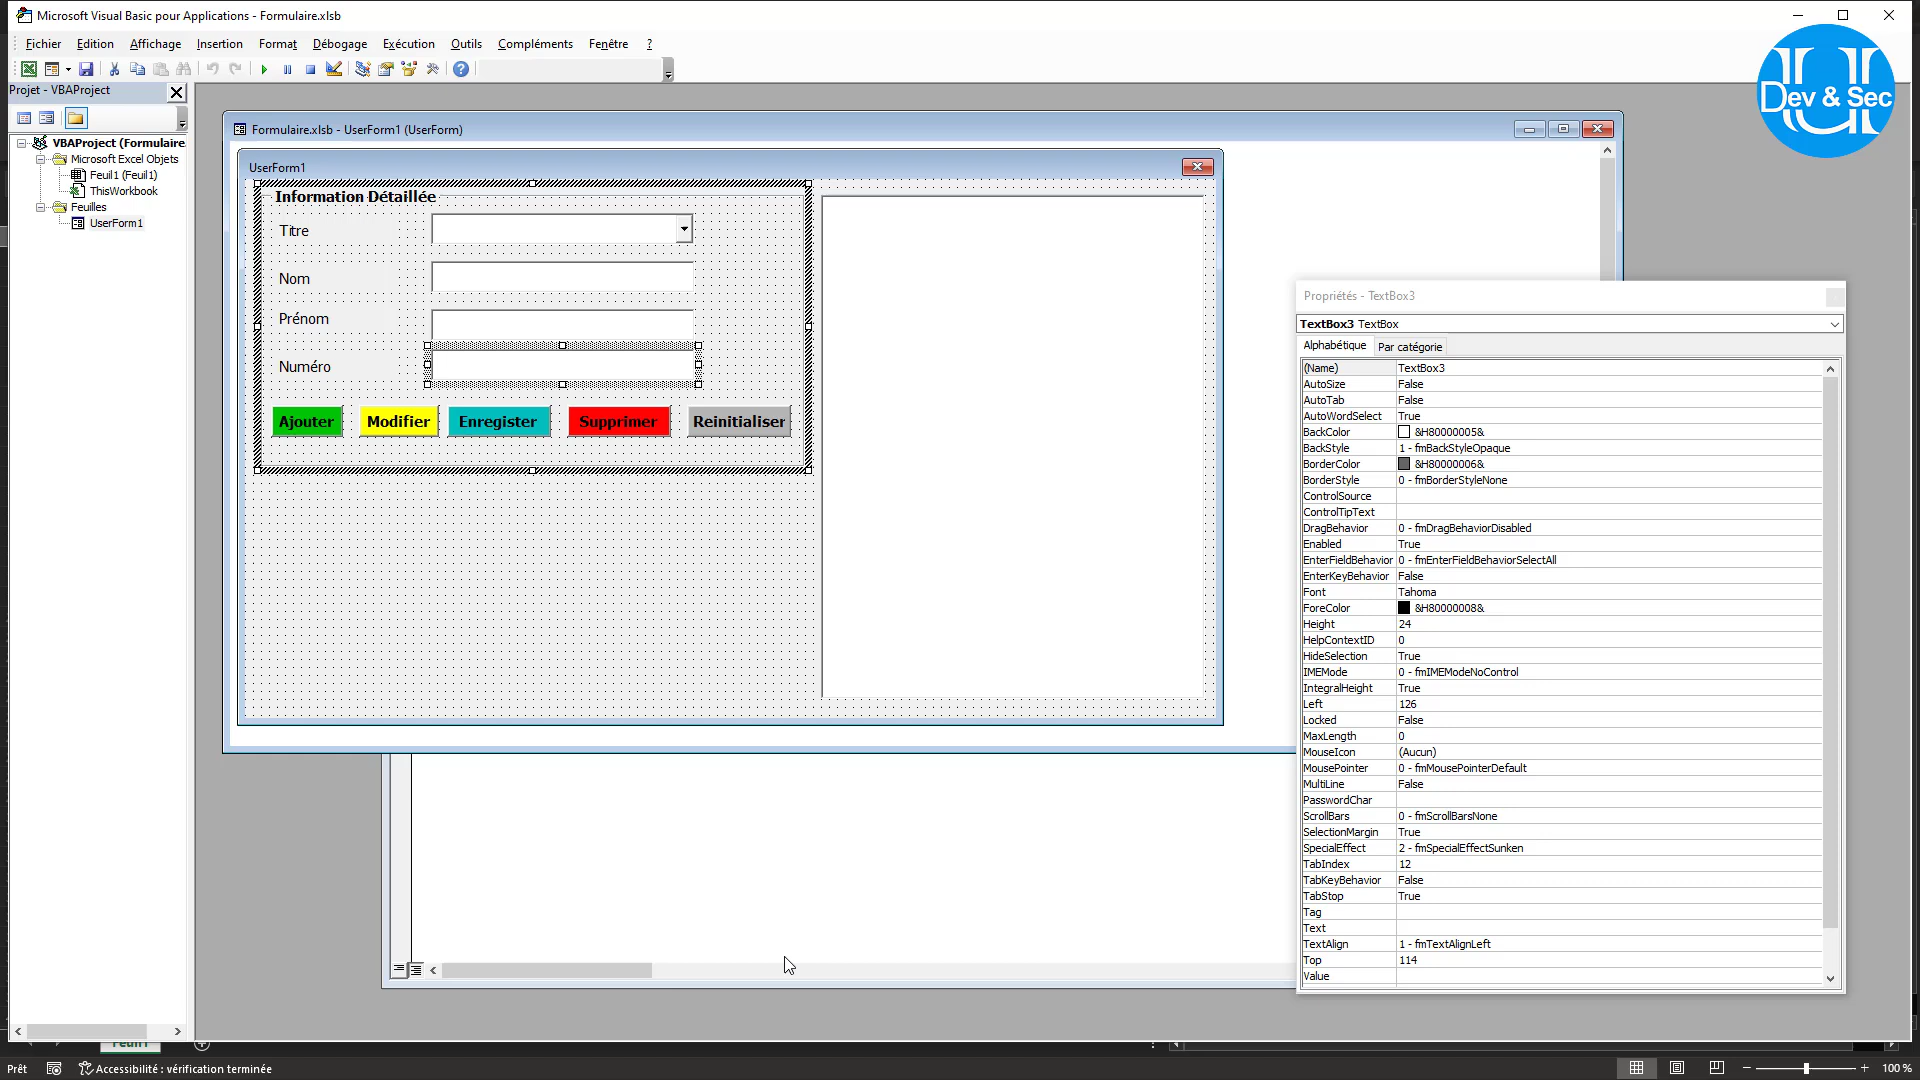 Microsoft Visual Basic pour Applications - Formulaire.xlsb
Fichier Edition Affichage Insertion Format Débogage Exécution Outils Compléments Fenêtre ?
U
Dev & Sec
Projet - VBAProject
VBAProject (Formulaire.
Microsoft Excel Objets
Feuil1 (Feuil1)
ThisWorkbook
Feuilles
UserForm1
Formulaire.xlsb - UserForm1 (UserForm)
UserForm1
Information Détaillée
Titre
Nom
Prénom
Numéro
Ajouter Modifier Enregister Supprimer Reinitialiser
Propriétés - TextBox3
TextBox3 TextBox
Alphabétique Par catégorie
(Name) TextBox3
AutoSize False
AutoTab False
AutoWordSelect True
BackColor &H80000005&
BackStyle 1 - fmBackStyleOpaque
BorderColor &H80000006&
BorderStyle 0 - fmBorderStyleNone
ControlSource
ControlTipText
DragBehavior 0 - fmDragBehaviorDisabled
Enabled True
EnterFieldBehavior 0 - fmEnterFieldBehaviorSelectAll
EnterKeyBehavior False
Font Tahoma
ForeColor &H80000008&
Height 24
HelpContextID 0
HideSelection True
IMEMode 0 - fmIMEModeNoControl
IntegralHeight True
Left 126
Locked False
MaxLength 0
MouseIcon (Aucun)
MousePointer 0 - fmMousePointerDefault
MultiLine False
PasswordChar
ScrollBars 0 - fmScrollBarsNone
SelectionMargin True
SpecialEffect 2 - fmSpecialEffectSunken
TabIndex 12
TabKeyBehavior False
TabStop True
Tag
Text
TextAlign 1 - fmTextAlignLeft
Top 114
Value
Feuil1
Prêt Accessibilité : vérification terminée 100 %